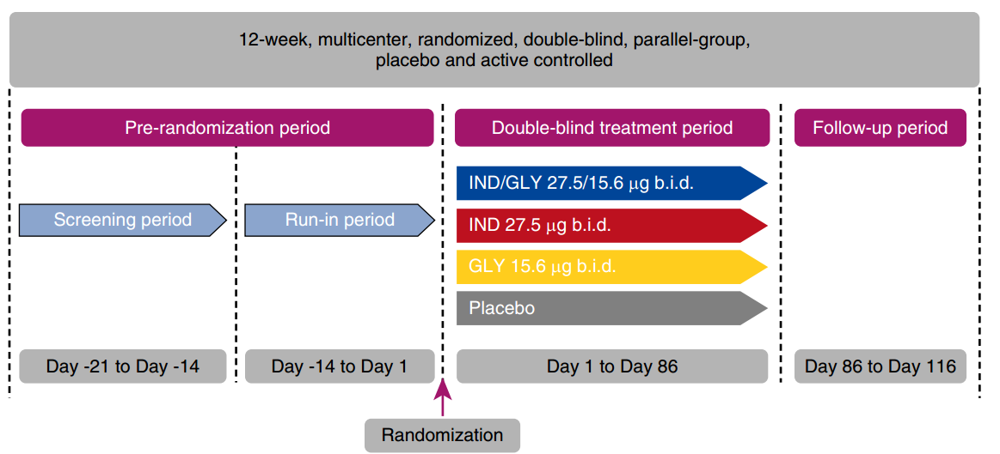 12-week, multicenter, randomized, double-blind, parallel-group,
placebo and active controlled
Pre-randomization period
Double-blind treatment period
Follow-up period
Screening period
Run-in period
IND/GLY 27.5/15.6 μg b.i.d.
IND 27.5 μg b.i.d.
GLY 15.6 μg b.i.d.
Placebo
Day -21 to Day -14
Day -14 to Day 1
Day 1 to Day 86
Day 86 to Day 116
Randomization